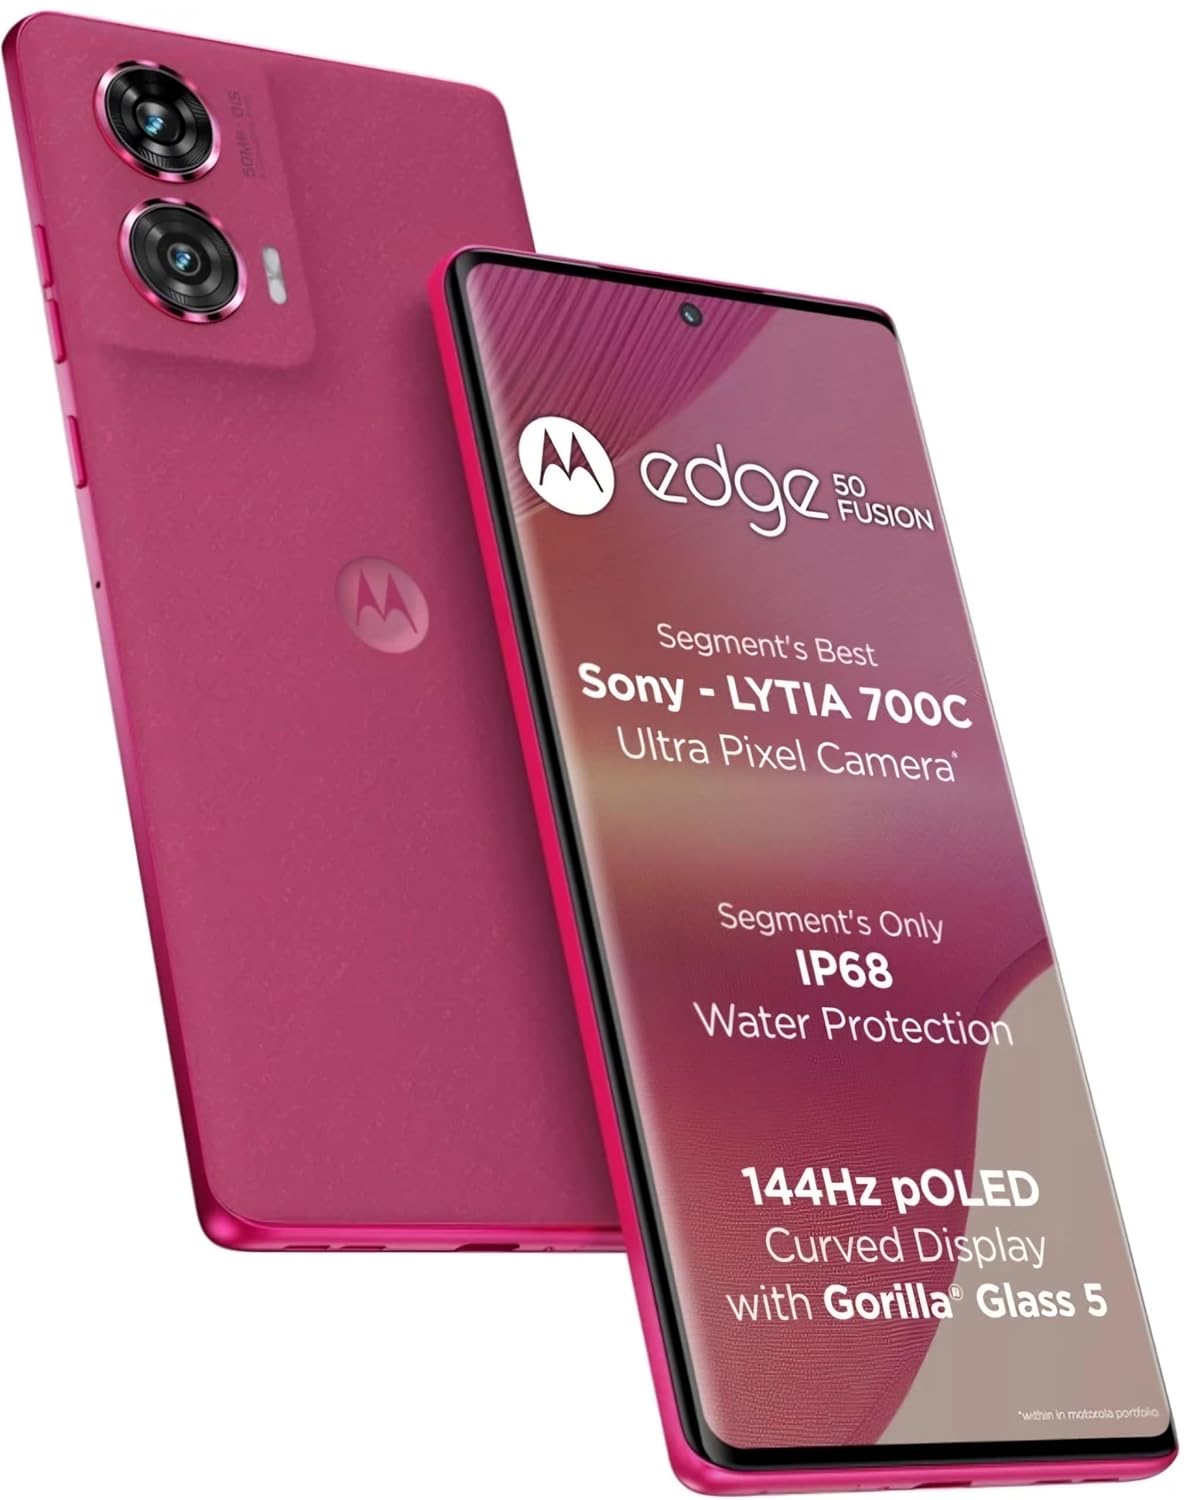 50MP OIS
edge 50
FUSION
Segment's Best
Sony - LYTIA 700C
Ultra Pixel Camera*
Segment's Only
IP68
Water Protection
144Hz pOLED
Curved Display
with Gorilla® Glass 5
*within in motorola portfolio